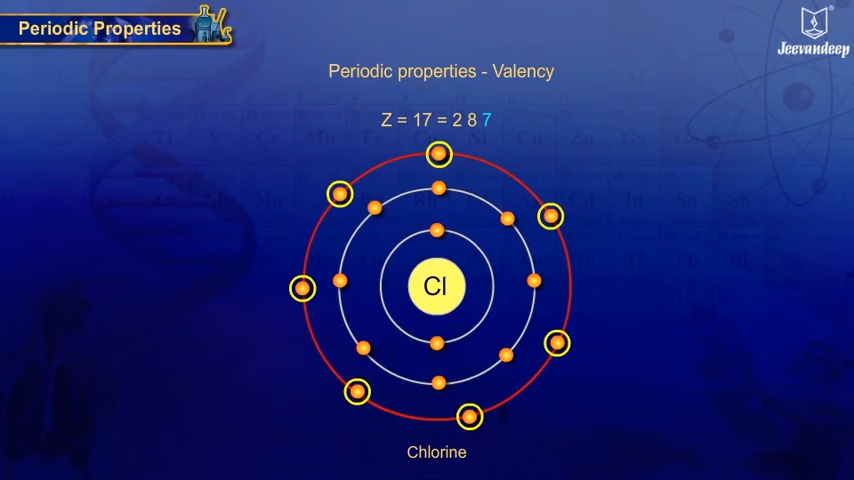 Periodic Properties
Jeevandeep
Periodic properties - Valency
Z = 17 = 2 8 7
Cl
Chlorine